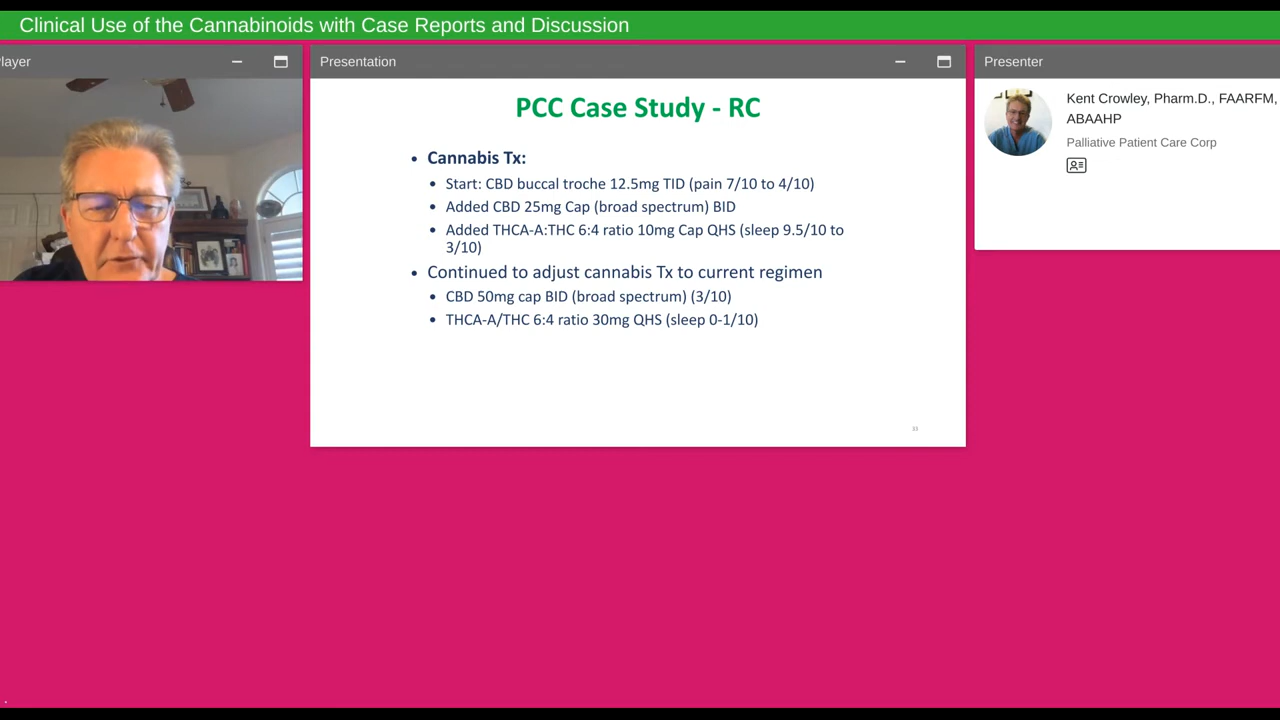 Clinical Use of the Cannabinoids with Case Reports and Discussion
layer
Presentation
Presenter
PCC Case Study - RC
• Cannabis Tx:
• Start: CBD buccal troche 12.5mg TID (pain 7/10 to 4/10)
• Added CBD 25mg Cap (broad spectrum) BID
• Added THCA-A:THC 6:4 ratio 10mg Cap QHS (sleep 9.5/10 to
3/10)
• Continued to adjust cannabis Tx to current regimen
• CBD 50mg cap BID (broad spectrum) (3/10)
• THCA-A/THC 6:4 ratio 30mg QHS (sleep 0-1/10)
Kent Crowley, Pharm.D., FAARFM,
ABAAHP
Palliative Patient Care Corp